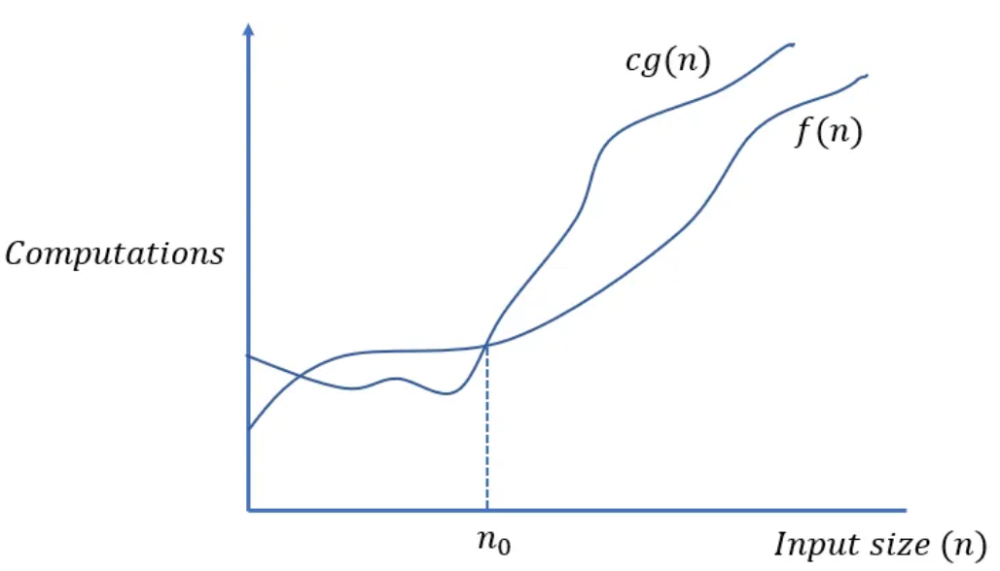 cg(n)
f(n)
Computations
n₀
Input size (n)